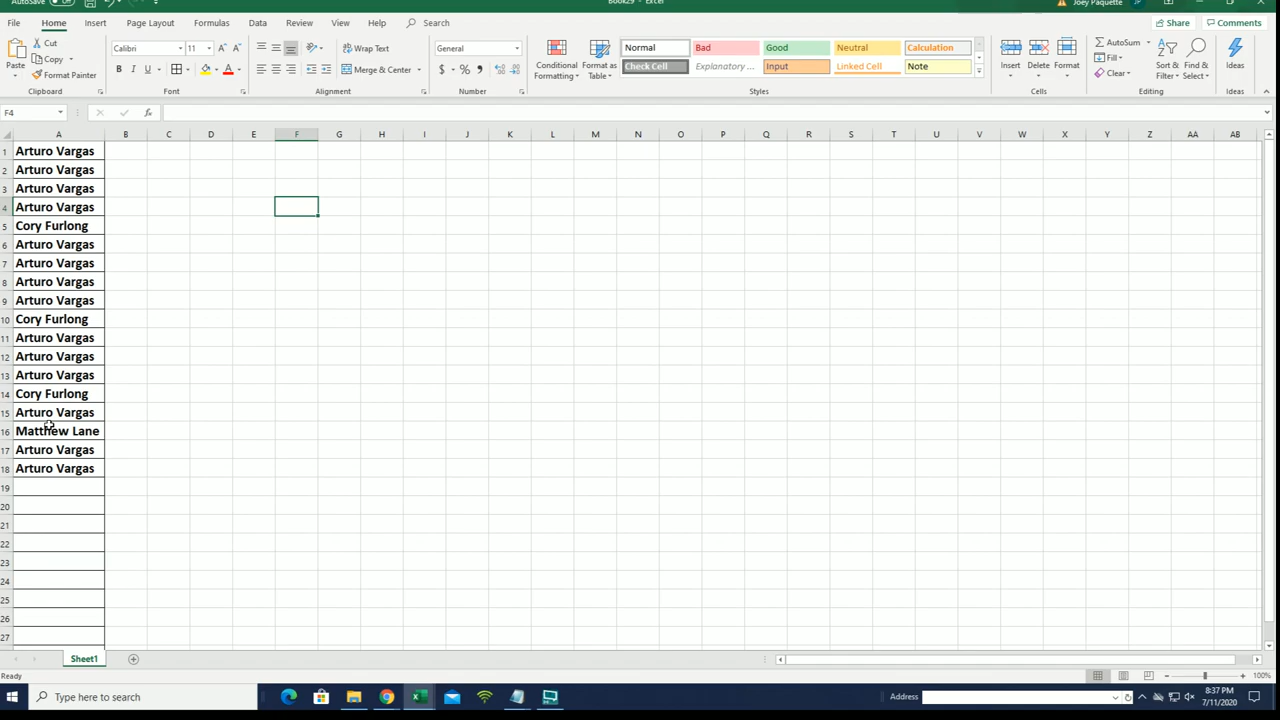 AutoSave Off Book29 - Excel Joey Paquette JP
File Home Insert Page Layout Formulas Data Review View Help Search Share Comments
Paste Cut Copy Format Painter Clipboard
Calibri 11 A A B I U A Font
ab Wrap Text Merge & Center Alignment
General $ % , Number
Conditional Formatting Format as Table Normal Bad Good Neutral Calculation
Check Cell Explanatory ... Input Linked Cell Note Styles
Insert Delete Format Cells
AutoSum Fill Clear Sort & Filter Find & Select Editing
Ideas Ideas
F4 fx
A B C D E F G H I J K L M N O P Q R S T U V W X Y Z AA AB
1 Arturo Vargas
2 Arturo Vargas
3 Arturo Vargas
4 Arturo Vargas
5 Cory Furlong
6 Arturo Vargas
7 Arturo Vargas
8 Arturo Vargas
9 Arturo Vargas
10 Cory Furlong
11 Arturo Vargas
12 Arturo Vargas
13 Arturo Vargas
14 Cory Furlong
15 Arturo Vargas
16 Matthew Lane
17 Arturo Vargas
18 Arturo Vargas
19
20
21
22
23
24
25
26
27
Sheet1
Ready 100%
Type here to search Address 8:37 PM
7/11/2020